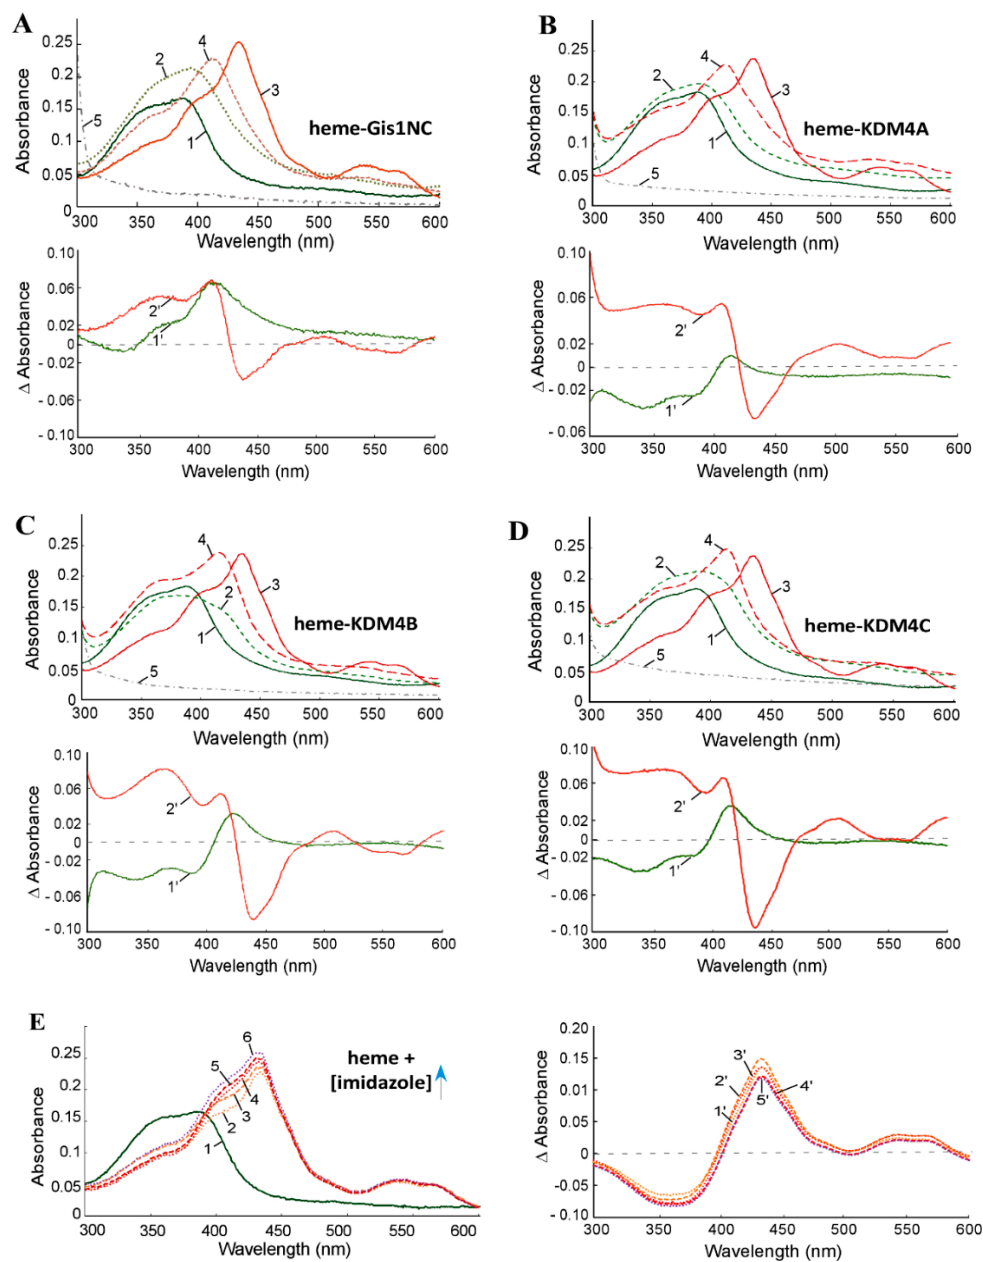 A
0.25
0.20
0.15
0.1
0.05
0
Absorbance
2
4
3
5
1
heme-Gis1NC
300 350 400 450 500 550 600
Wavelength (nm)
0.10
0.06
0.02
0
- 0.02
- 0.06
- 0.10
Δ Absorbance
2'
1'
300 350 400 450 500 550 600
Wavelength (nm)
B
0.25
0.20
0.15
0.1
0.05
0
Absorbance
4
2
3
1
5
heme-KDM4A
300 350 400 450 500 550 600
Wavelength (nm)
0.10
0.06
0.02
0
- 0.02
- 0.06
Δ Absorbance
2'
1'
300 350 400 450 500 550 600
Wavelength (nm)
C
0.25
0.2
0.15
0.1
0.05
0
Absorbance
4
3
2
1
5
heme-KDM4B
300 350 400 450 500 550 600
Wavelength (nm)
0.10
0.06
0.02
0
- 0.02
- 0.06
- 0.10
Δ Absorbance
2'
1'
300 350 400 450 500 550 600
Wavelength (nm)
D
0.25
0.2
0.15
0.1
0.05
0
Absorbance
4
2
3
1
5
heme-KDM4C
300 350 400 450 500 550 600
Wavelength (nm)
0.10
0.06
0.02
0
- 0.02
0.06
- 0.10
Δ Absorbance
2'
1'
300 350 400 450 500 550 600
Wavelength (nm)
E
0.25
0.2
0.15
0.1
0.05
0
Absorbance
6
5
4
3
2
1
heme +
[imidazole]
300 350 400 450 500 550 600
Wavelength (nm)
0.20
0.15
0.10
0.05
0
-0.05
- 0.10
Δ Absorbance
3'
2'
1'
5'
4'
300 350 400 450 500 550 600
Wavelength (nm)